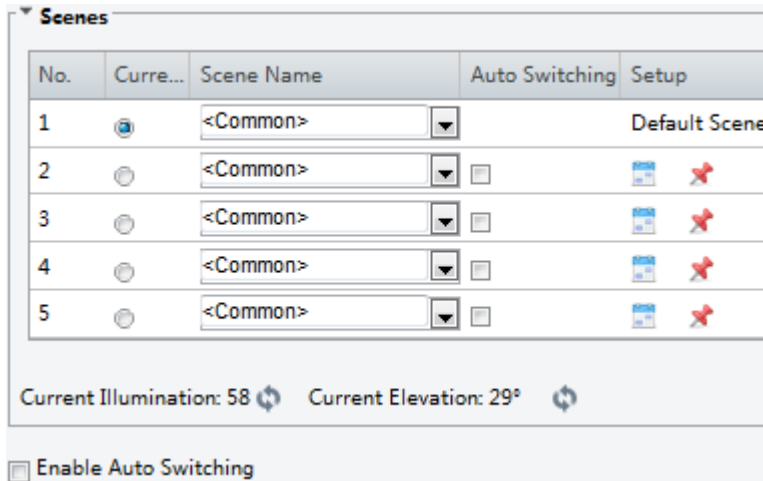 Scenes
No. Curre... Scene Name Auto Switching Setup
1 <Common> Default Scene
2 <Common>
3 <Common>
4 <Common>
5 <Common>
Current Illumination: 58 Current Elevation: 29°
Enable Auto Switching